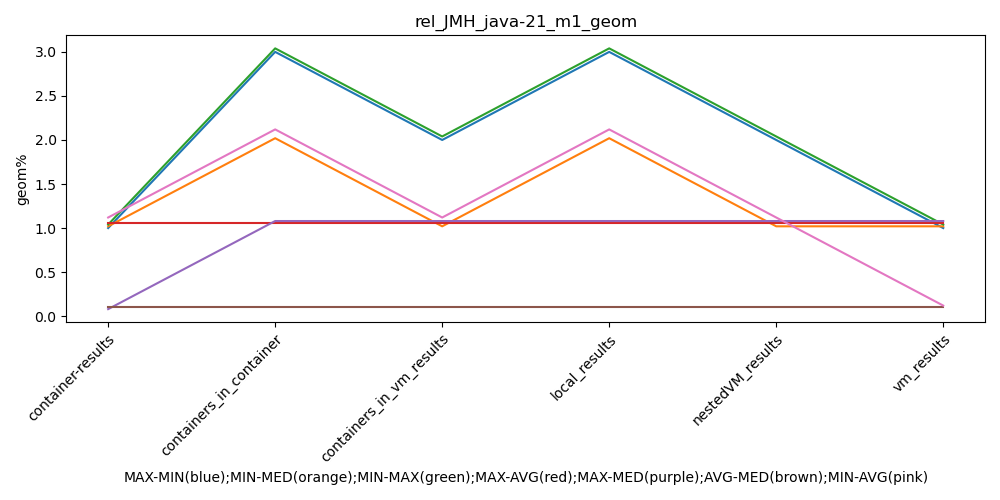 rel_JMH_java-21_m1_geom
geom%
3.0
2.5
2.0
1.5
1.0
0.5
0.0
container-results
containers_in_container
containers_in_vm_results
local_results
nestedVM_results
vm_results
MAX-MIN(blue);MIN-MED(orange);MIN-MAX(green);MAX-AVG(red);MAX-MED(purple);AVG-MED(brown);MIN-AVG(pink)